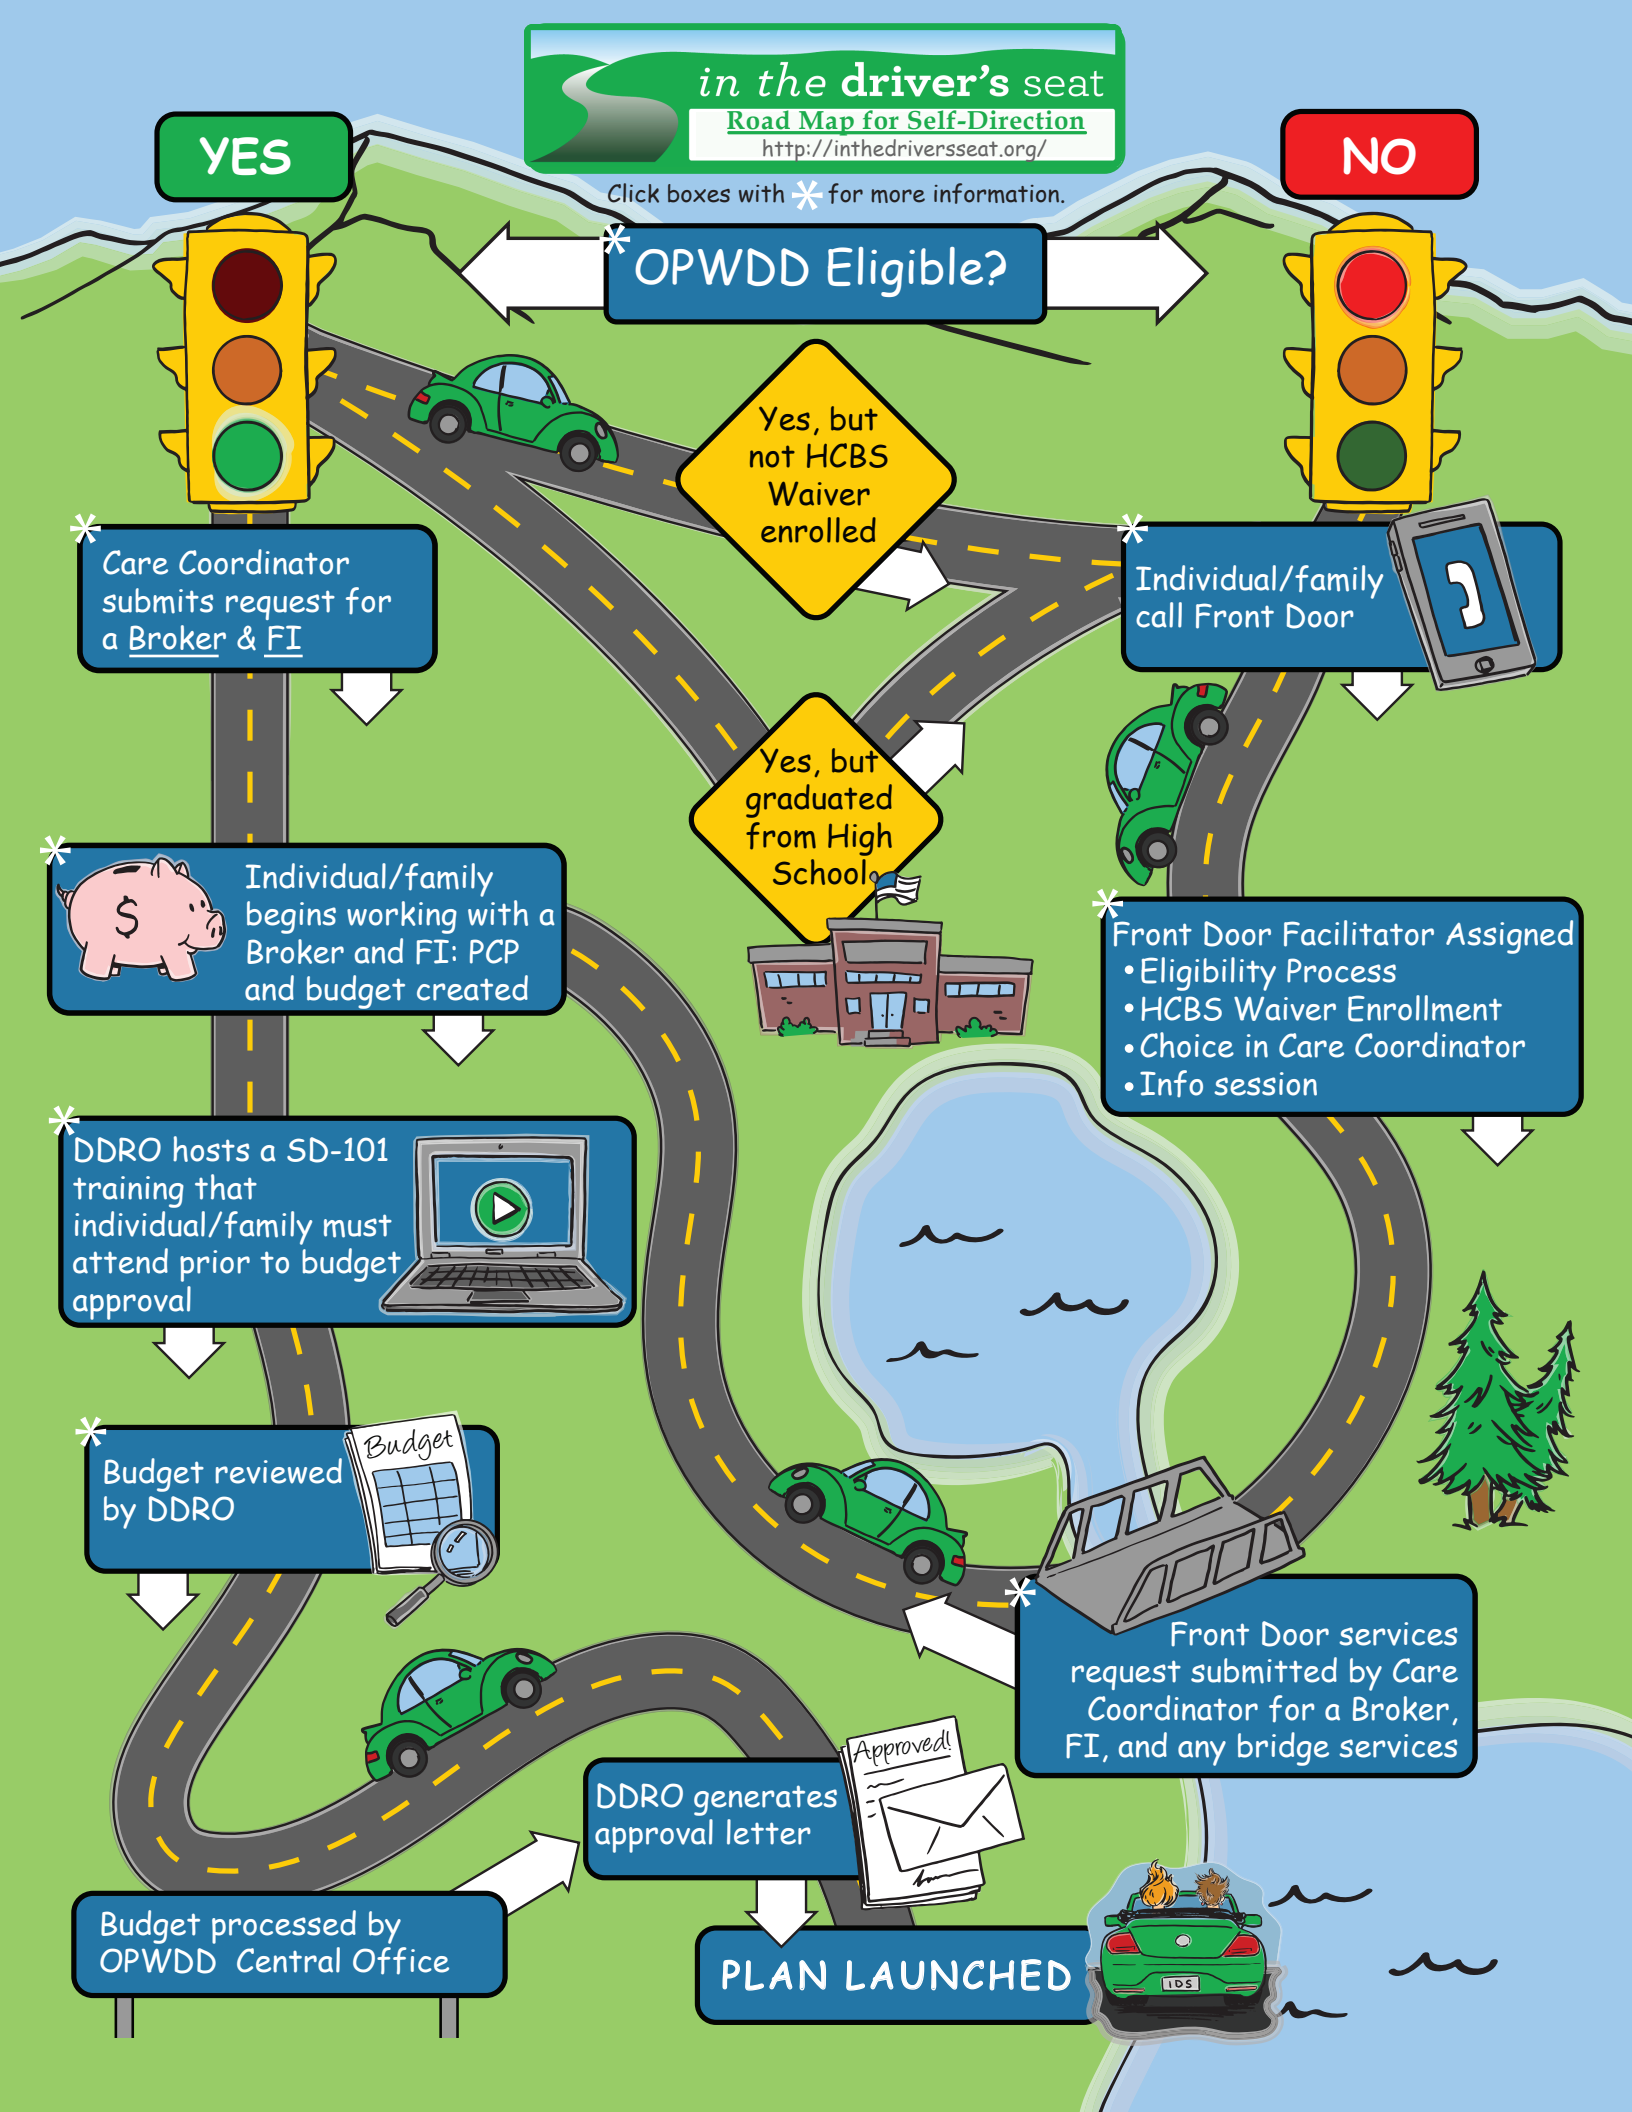 in the driver's seat
Road Map for Self-Direction
http://inthedriversseat.org/
Click boxes with * for more information.
YES
NO
* OPWDD Eligible?
Yes, but
not HCBS
Waiver
enrolled
*
Care Coordinator
submits request for
a Broker & FI
*
Individual/family
call Front Door
Yes, but
graduated
from High
School
*
$
Individual/family
begins working with a
Broker and FI: PCP
and budget created
*
Front Door Facilitator Assigned
• Eligibility Process
• HCBS Waiver Enrollment
• Choice in Care Coordinator
• Info session
*
DDRO hosts a SD-101
training that
individual/family must
attend prior to budget
approval
*
Budget reviewed
by DDRO
Budget
*
Front Door services
request submitted by Care
Coordinator for a Broker,
FI, and any bridge services
Budget processed by
OPWDD Central Office
DDRO generates
approval letter
Approved!
PLAN LAUNCHED
IDS